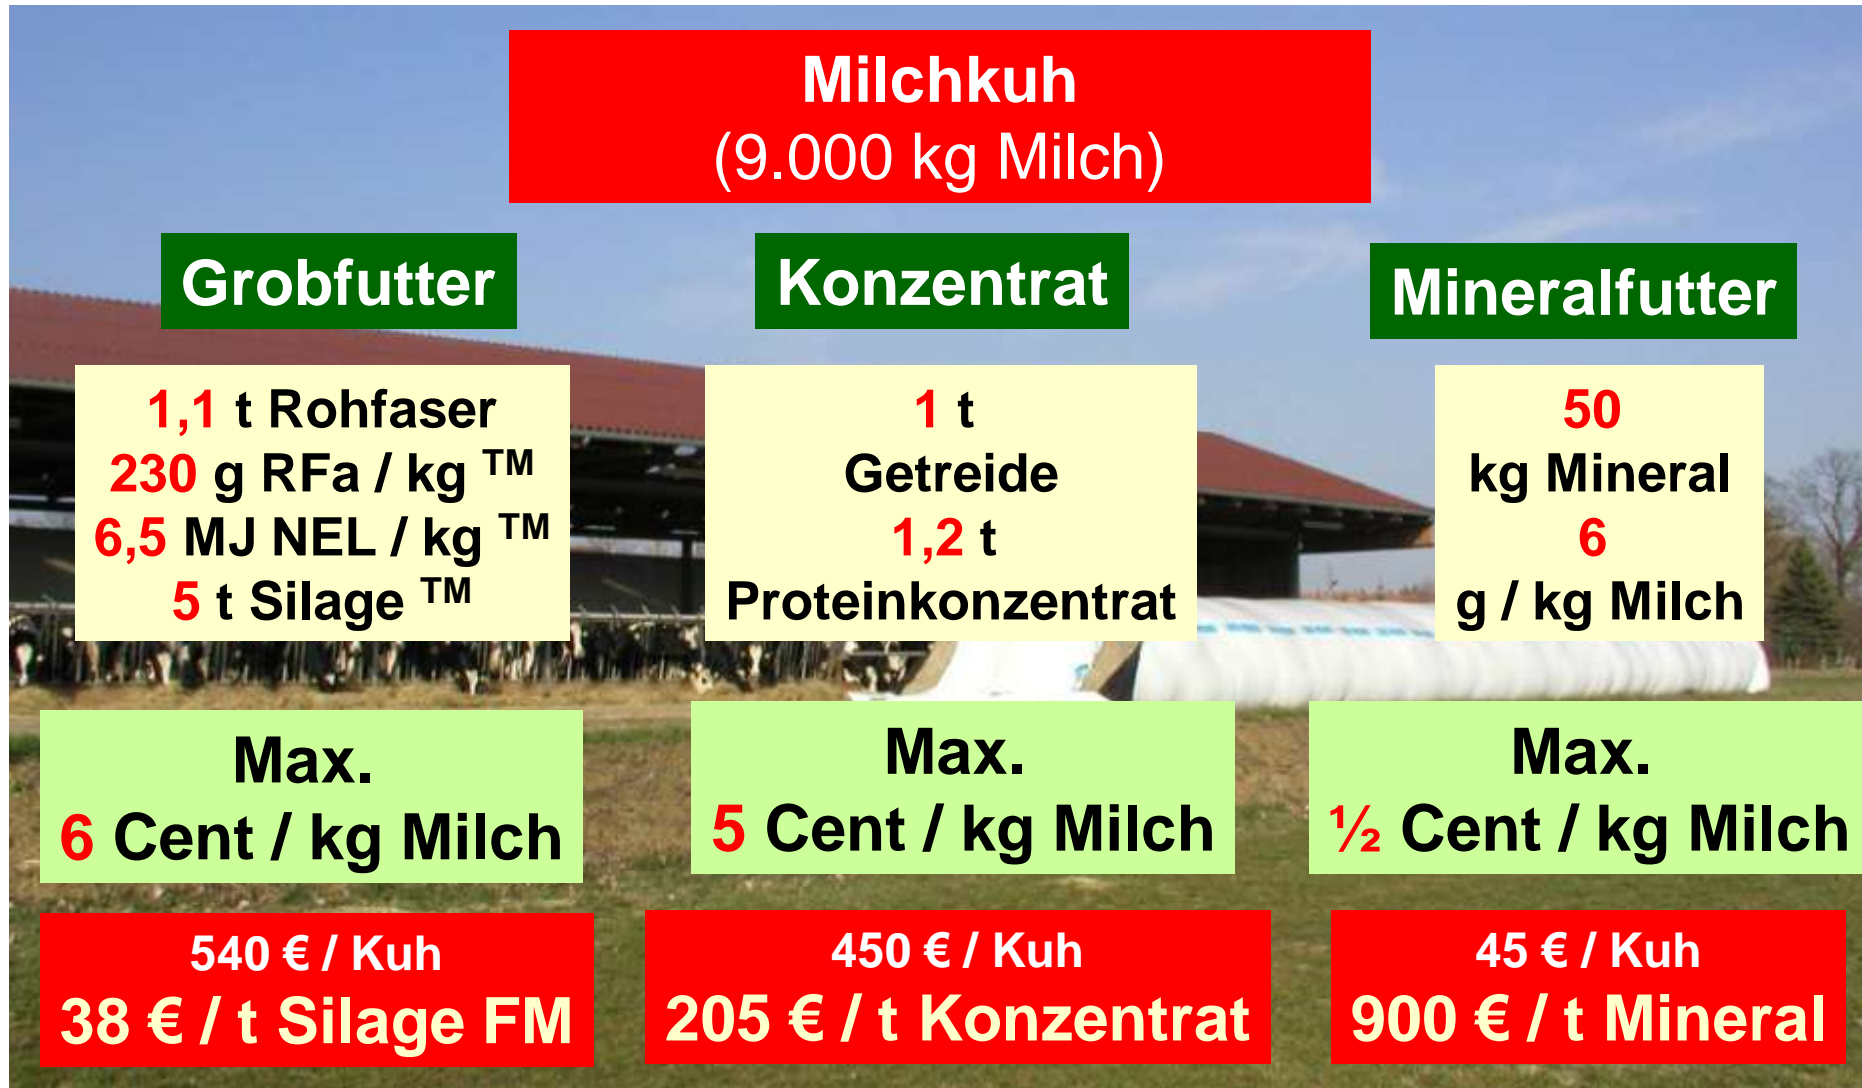 Milchkuh
(9.000 kg Milch)
Grobfutter
1,1 t Rohfaser
230 g RFa / kg TM
6,5 MJ NEL / kg TM
5 t Silage TM
Max.
6 Cent / kg Milch
540 € / Kuh
38 € / t Silage FM
Konzentrat
1 t
Getreide
1,2 t
Proteinkonzentrat
Max.
5 Cent / kg Milch
450 € / Kuh
205 € / t Konzentrat
Mineralfutter
50
kg Mineral
6
g / kg Milch
Max.
½ Cent / kg Milch
45 € / Kuh
900 € / t Mineral